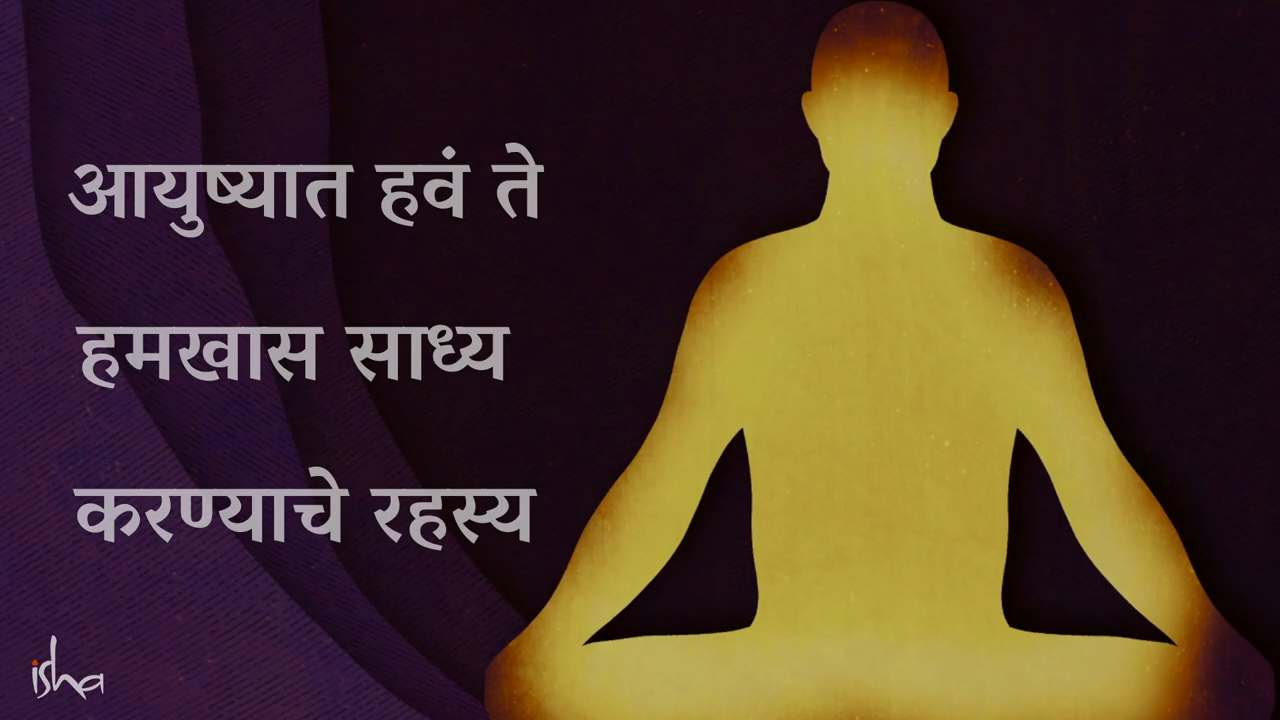 आयुष्यात हवं ते
हमखास साध्य
करण्याचे रहस्य
isha